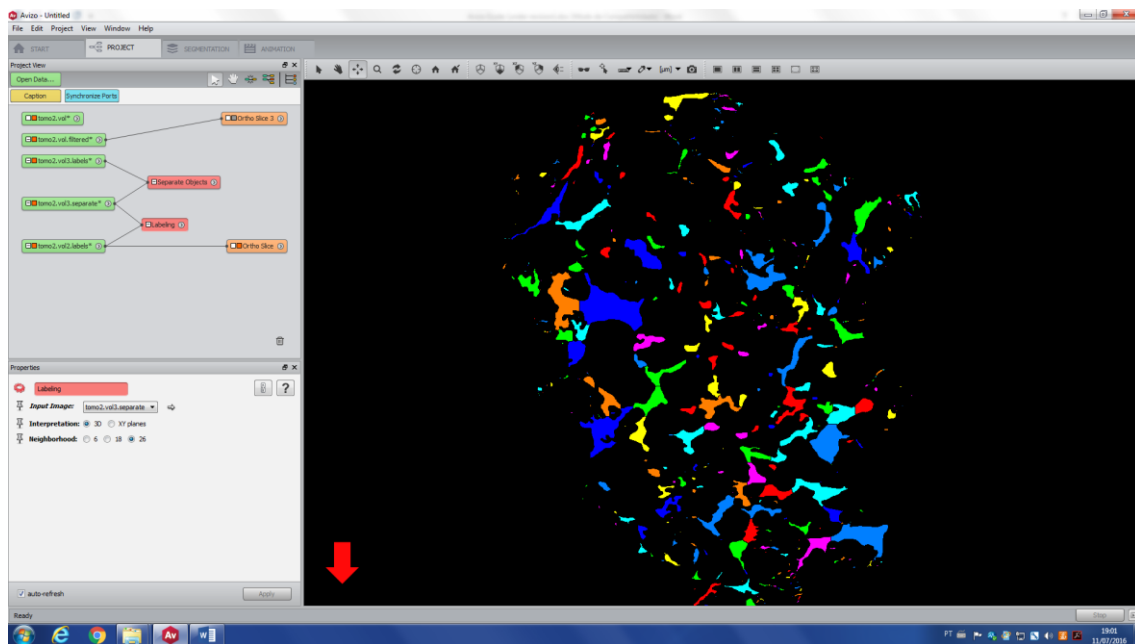 Avizo - Untitled
File Edit Project View Window Help
START PROJECT SEGMENTATION ANIMATION
Project View
Open Data...
Caption Synchronize Ports
tomo2.vol* Ortho Slice 3
tomo2.vol.filtered*
tomo2.vol3.labels*
Separate Objects
tomo2.vol3.separate*
Labeling
tomo2.vol2.labels* Ortho Slice
Properties
Labeling ?
Input Image: tomo2.vol3.separate
Interpretation: 3D XY planes
Neighborhood: 6 18 26
auto-refresh Apply
Ready Stop
Av W PT 19:01
11/07/2016